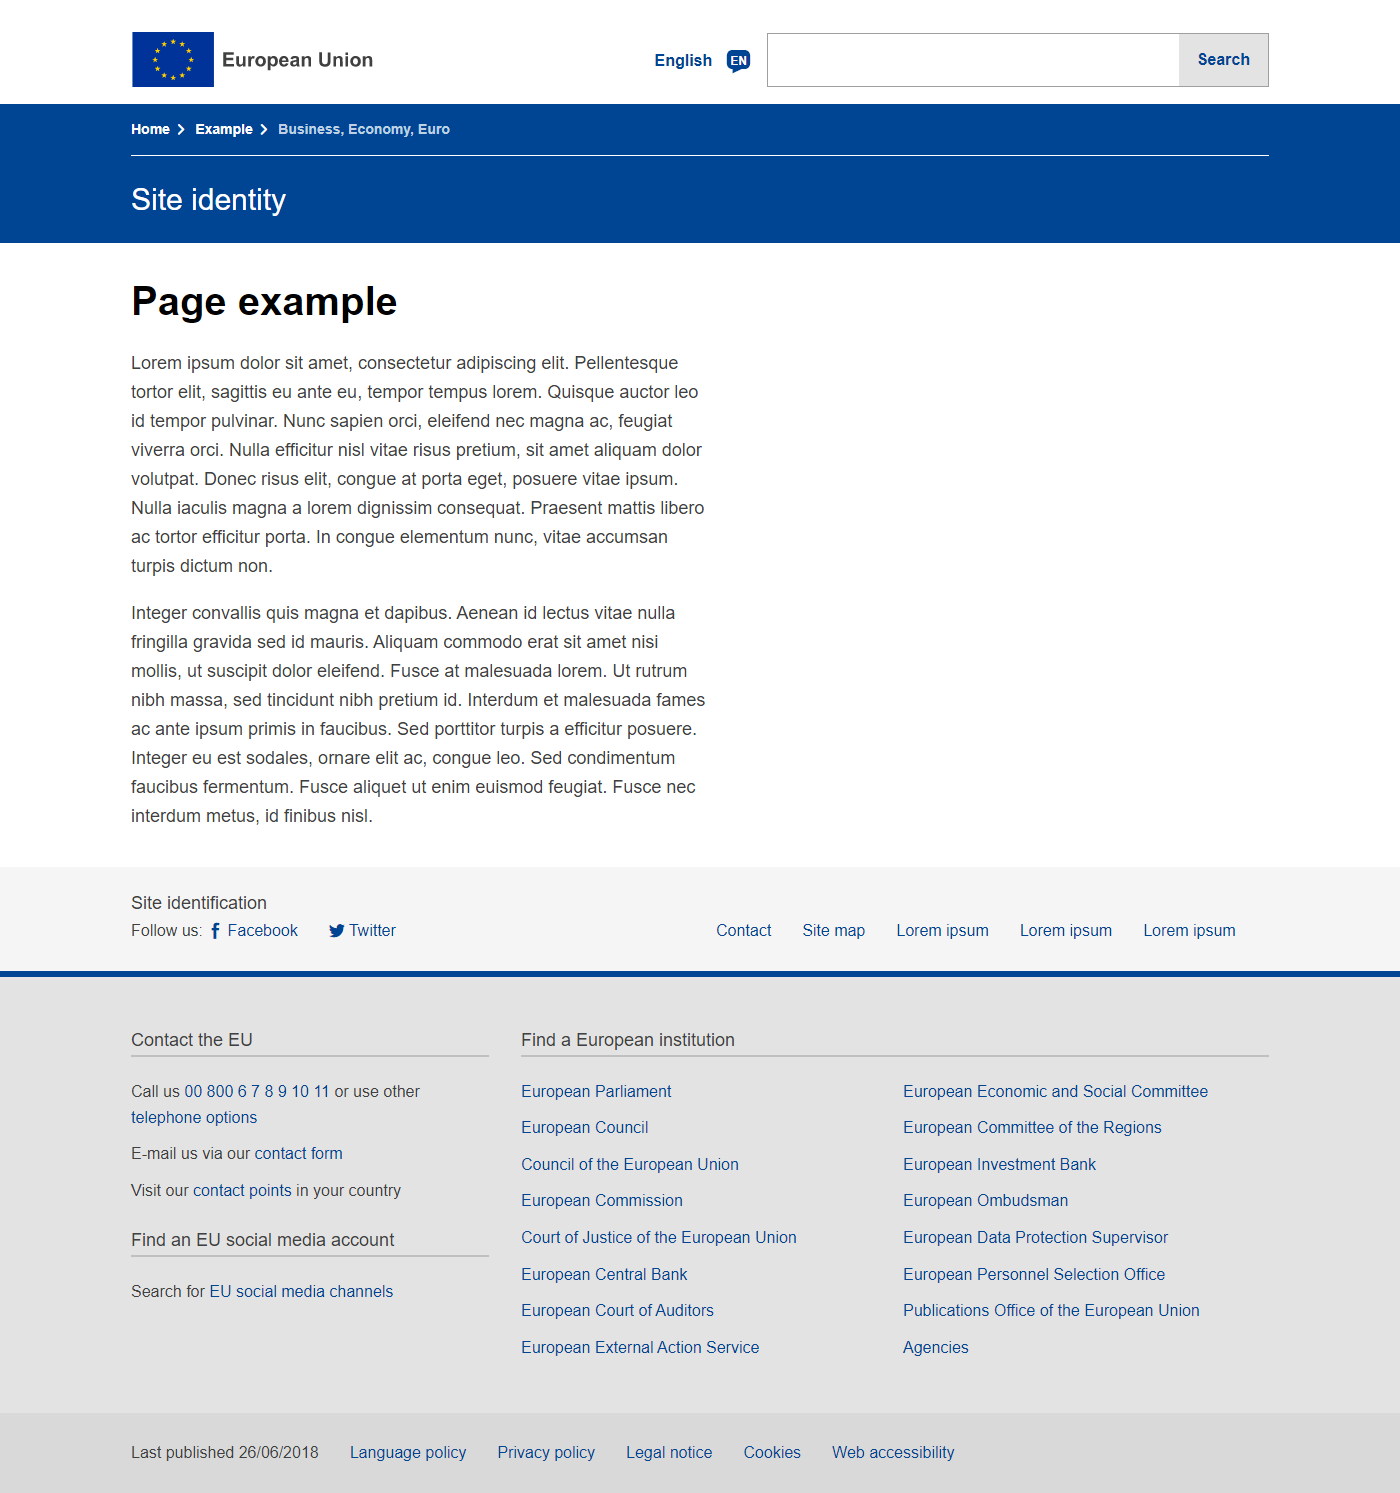 European Union
English EN Search
Home Example Business, Economy, Euro
Site identity
Page example
Lorem ipsum dolor sit amet, consectetur adipiscing elit. Pellentesque
tortor elit, sagittis eu ante eu, tempor tempus lorem. Quisque auctor leo
id tempor pulvinar. Nunc sapien orci, eleifend nec magna ac, feugiat
viverra orci. Nulla efficitur nisl vitae risus pretium, sit amet aliquam dolor
volutpat. Donec risus elit, congue at porta eget, posuere vitae ipsum.
Nulla iaculis magna a lorem dignissim consequat. Praesent mattis libero
ac tortor efficitur porta. In congue elementum nunc, vitae accumsan
turpis dictum non.
Integer convallis quis magna et dapibus. Aenean id lectus vitae nulla
fringilla gravida sed id mauris. Aliquam commodo erat sit amet nisi
mollis, ut suscipit dolor eleifend. Fusce at malesuada lorem. Ut rutrum
nibh massa, sed tincidunt nibh pretium id. Interdum et malesuada fames
ac ante ipsum primis in faucibus. Sed porttitor turpis a efficitur posuere.
Integer eu est sodales, ornare elit ac, congue leo. Sed condimentum
faucibus fermentum. Fusce aliquet ut enim euismod feugiat. Fusce nec
interdum metus, id finibus nisl.
Site identification
Follow us: Facebook Twitter Contact Site map Lorem ipsum Lorem ipsum Lorem ipsum
Contact the EU
Call us 00 800 6 7 8 9 10 11 or use other
telephone options
E-mail us via our contact form
Visit our contact points in your country
Find an EU social media account
Search for EU social media channels
Find a European institution
European Parliament
European Council
Council of the European Union
European Commission
Court of Justice of the European Union
European Central Bank
European Court of Auditors
European External Action Service
European Economic and Social Committee
European Committee of the Regions
European Investment Bank
European Ombudsman
European Data Protection Supervisor
European Personnel Selection Office
Publications Office of the European Union
Agencies
Last published 26/06/2018 Language policy Privacy policy Legal notice Cookies Web accessibility